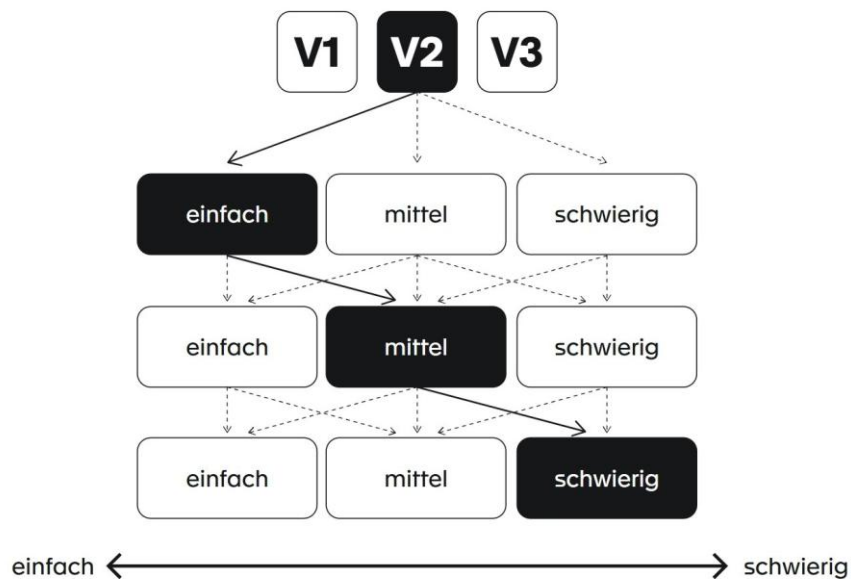 V1 V2 V3
einfach mittel schwierig
einfach mittel schwierig
einfach mittel schwierig
einfach schwierig